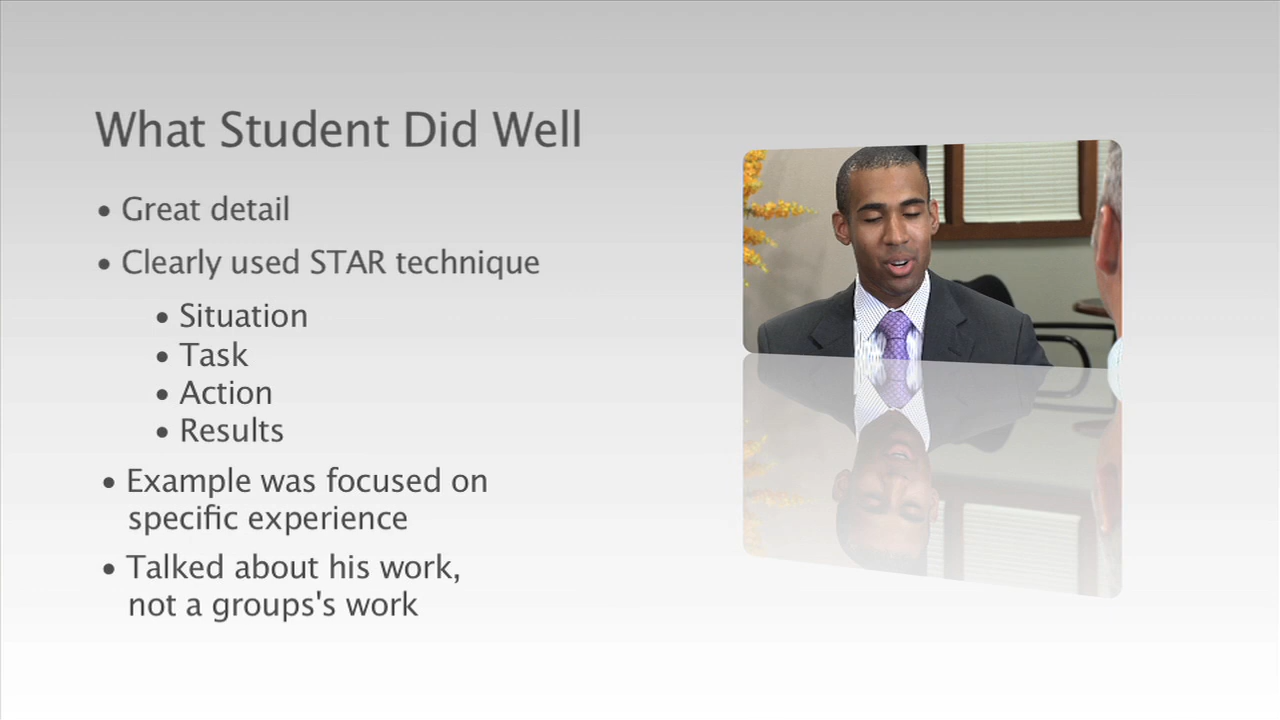 What Student Did Well
• Great detail
• Clearly used STAR technique
• Situation
• Task
• Action
• Results
• Example was focused on
specific experience
• Talked about his work,
not a groups's work